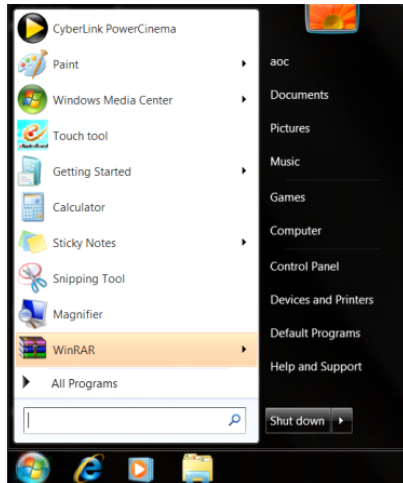 CyberLink PowerCinema
Paint
Windows Media Center
Touch tool
Getting Started
Calculator
Sticky Notes
Snipping Tool
Magnifier
WinRAR
All Programs
aoc
Documents
Pictures
Music
Games
Computer
Control Panel
Devices and Printers
Default Programs
Help and Support
Shut down